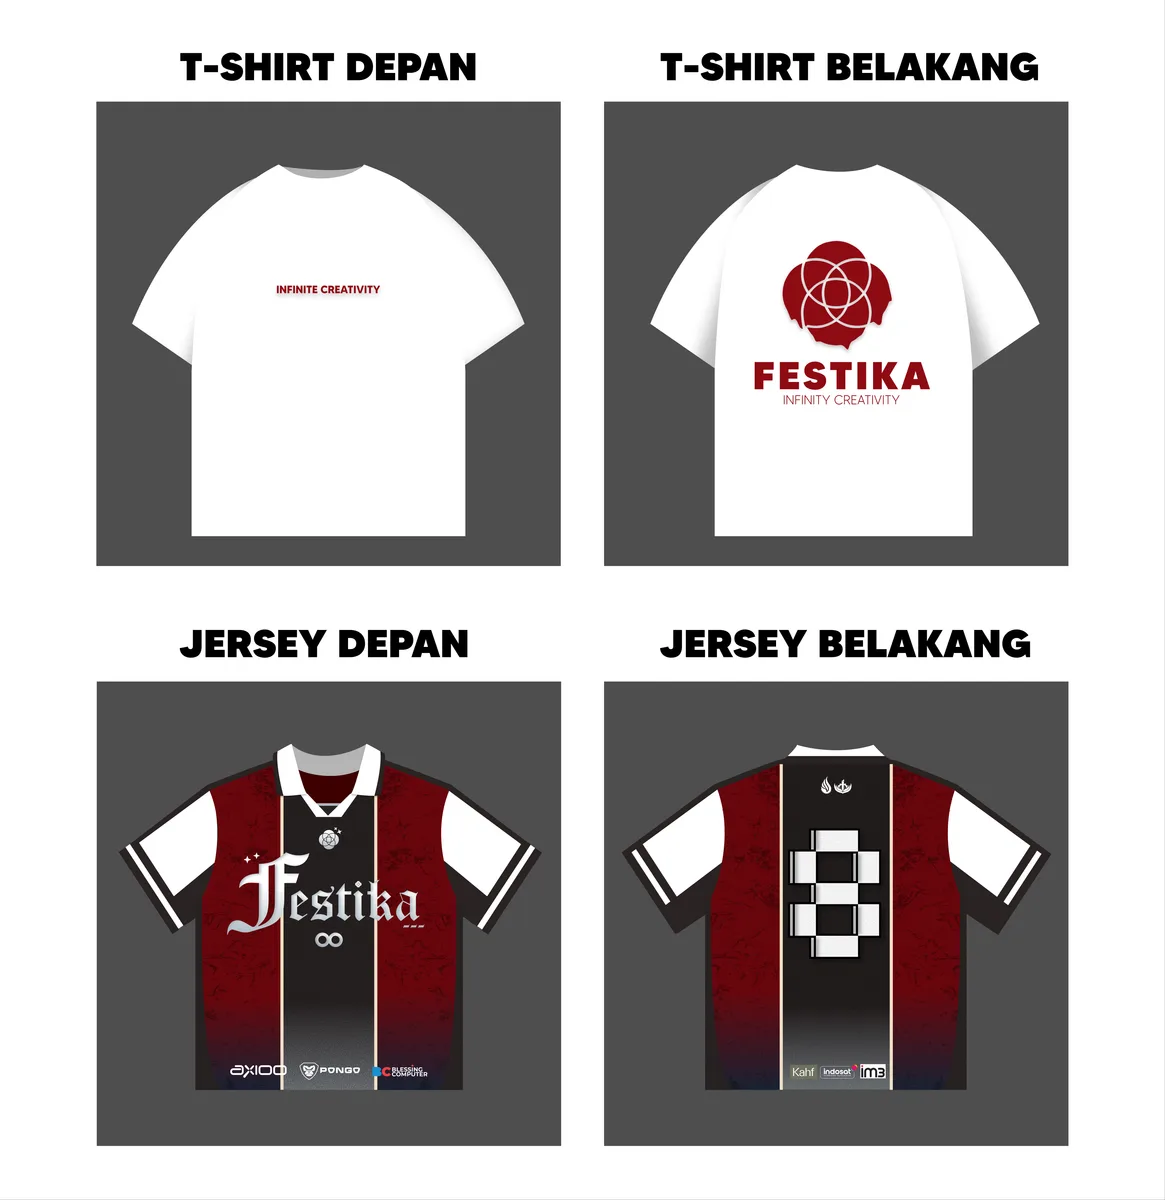 T-SHIRT DEPAN
T-SHIRT BELAKANG
INFINITE CREATIVITY
FESTIKA
INFINITY CREATIVITY
JERSEY DEPAN
JERSEY BELAKANG
Festika
8
axioo PONGO BC BLESSING COMPUTER
Kahf indosat im3